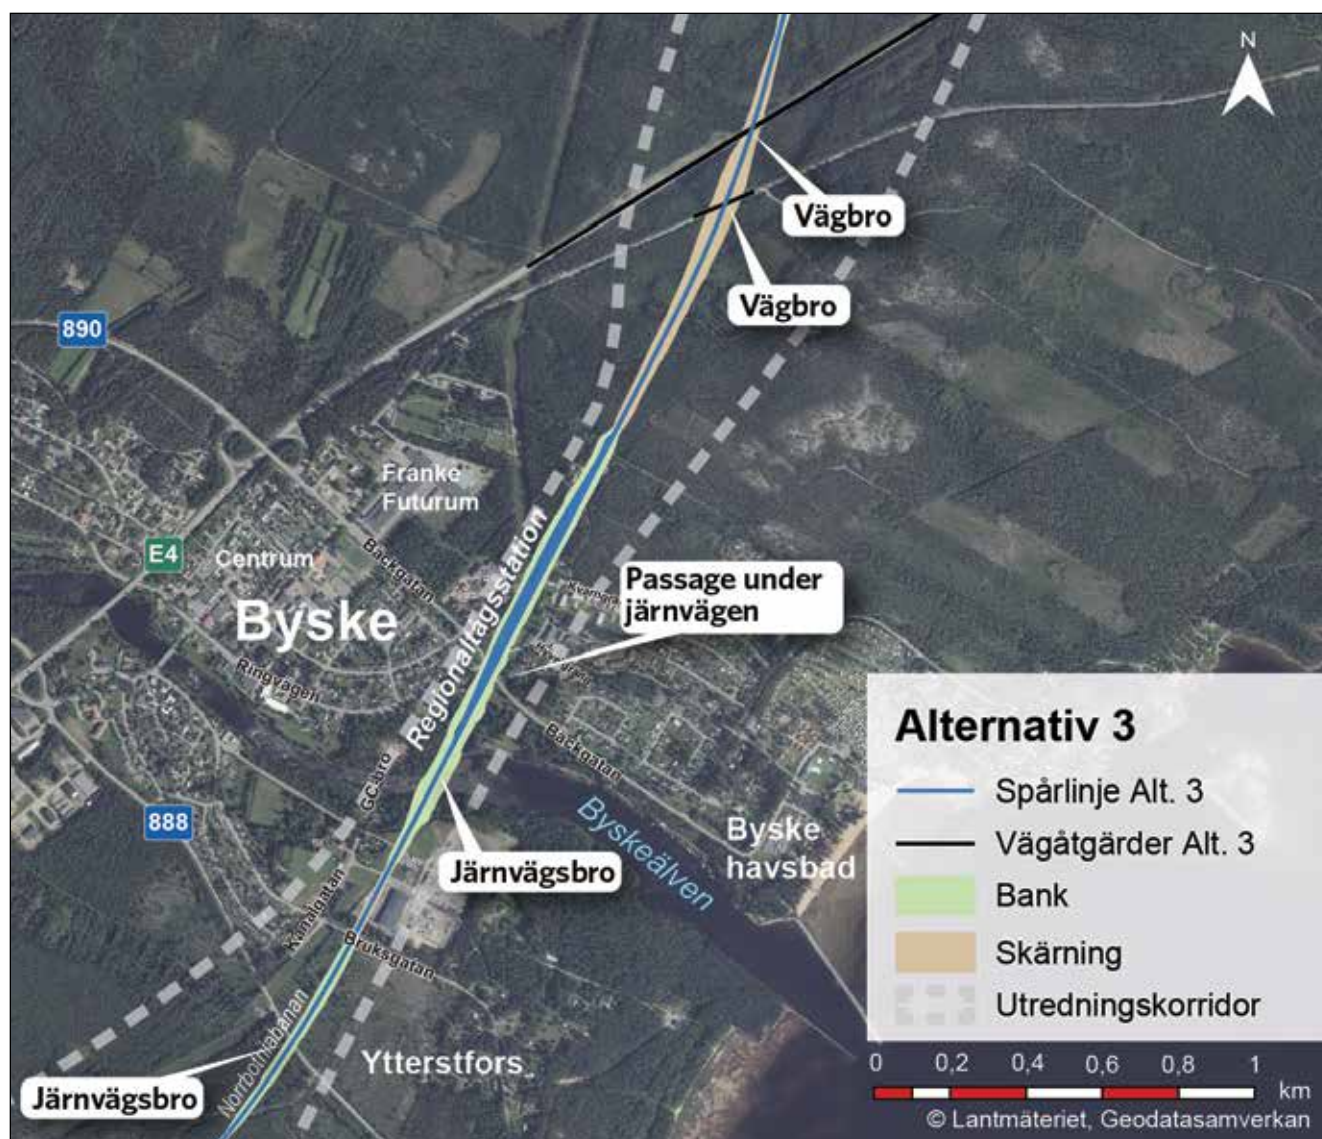 N
Vägbro
Vägbro
890
Franke
Futurum
E4
Centrum
Backgatan
Regionaltågsstation
Passage under
järnvägen
Byske
Ringvägen
GC-bro
Backgatan
888
Järnvägsbro
Byskeälven
Byske
havsbad
Kanalgatan
Bruksgatan
Norrbotniabanan
Ytterstfors
Järnvägsbro
Alternativ 3
Spårlinje Alt. 3
Vägåtgärder Alt. 3
Bank
Skärning
Utredningskorridor
0 0,2 0,4 0,6 0,8 1
km
© Lantmäteriet, Geodatasamverkan